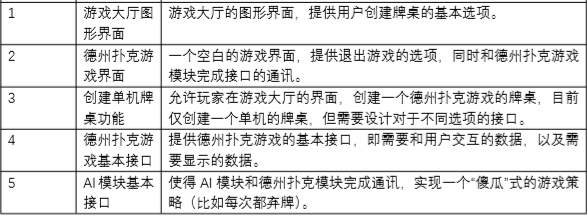 1 游戏大厅图形界面 游戏大厅的图形界面，提供用户创建牌桌的基本选项。
2 德州扑克游戏界面 一个空白的游戏界面，提供退出游戏的选项，同时和德州扑克游戏模块完成接口的通讯。
3 创建单机牌桌功能 允许玩家在游戏大厅的界面，创建一个德州扑克游戏的牌桌，目前仅创建一个单机的牌桌，但需要设计对于不同选项的接口。
4 德州扑克游戏基本接口 提供德州扑克游戏的基本接口，即需要和用户交互的数据，以及需要显示的数据。
5 AI 模块基本接口 使得 AI 模块和德州扑克模块完成通讯，实现一个“傻瓜”式的游戏策略（比如每次都弃牌）。